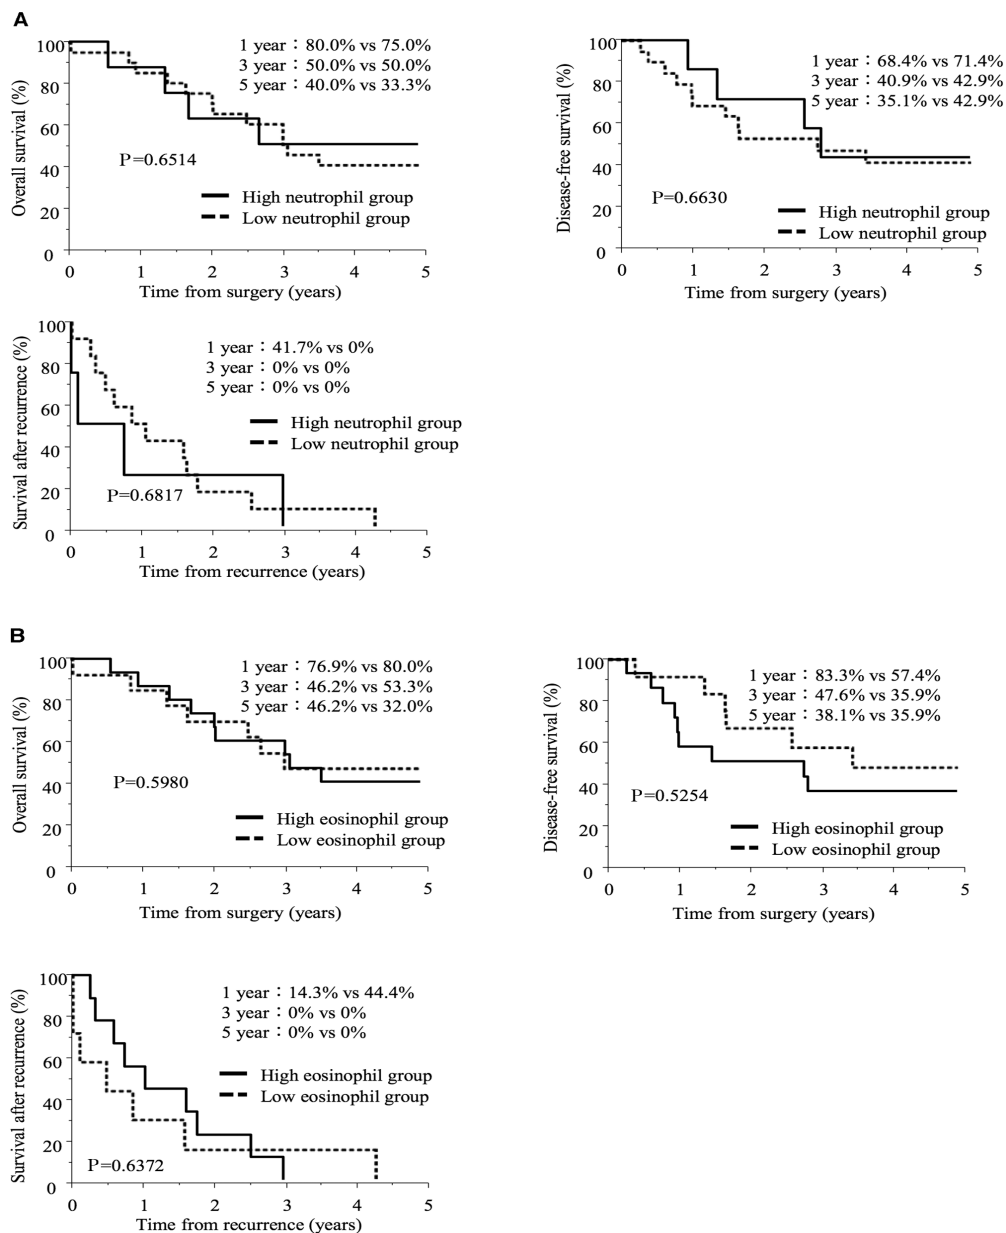 A
1 year：80.0% vs 75.0%
3 year：50.0% vs 50.0%
5 year：40.0% vs 33.3%
100
80
60
40
20
0
Overall survival (%)
P=0.6514
High neutrophil group
Low neutrophil group
0 1 2 3 4 5
Time from surgery (years)
1 year：68.4% vs 71.4%
3 year：40.9% vs 42.9%
5 year：35.1% vs 42.9%
100
80
60
40
20
0
Disease-free survival (%)
P=0.6630
High neutrophil group
Low neutrophil group
0 1 2 3 4 5
Time from surgery (years)
1 year：41.7% vs 0%
3 year：0% vs 0%
5 year：0% vs 0%
100
80
60
40
20
0
Survival after recurrence (%)
High neutrophil group
Low neutrophil group
P=0.6817
0 1 2 3 4 5
Time from recurrence (years)
B
1 year：76.9% vs 80.0%
3 year：46.2% vs 53.3%
5 year：46.2% vs 32.0%
100
80
60
40
20
0
Overall survival (%)
P=0.5980
High eosinophil group
Low eosinophil group
0 1 2 3 4 5
Time from surgery (years)
1 year：83.3% vs 57.4%
3 year：47.6% vs 35.9%
5 year：38.1% vs 35.9%
100
80
60
40
20
0
Disease-free survival (%)
P=0.5254
High eosinophil group
Low eosinophil group
0 1 2 3 4 5
Time from surgery (years)
1 year：14.3% vs 44.4%
3 year：0% vs 0%
5 year：0% vs 0%
100
80
60
40
20
0
Survival after recurrence (%)
High eosinophil group
Low eosinophil group
P=0.6372
0 1 2 3 4 5
Time from recurrence (years)